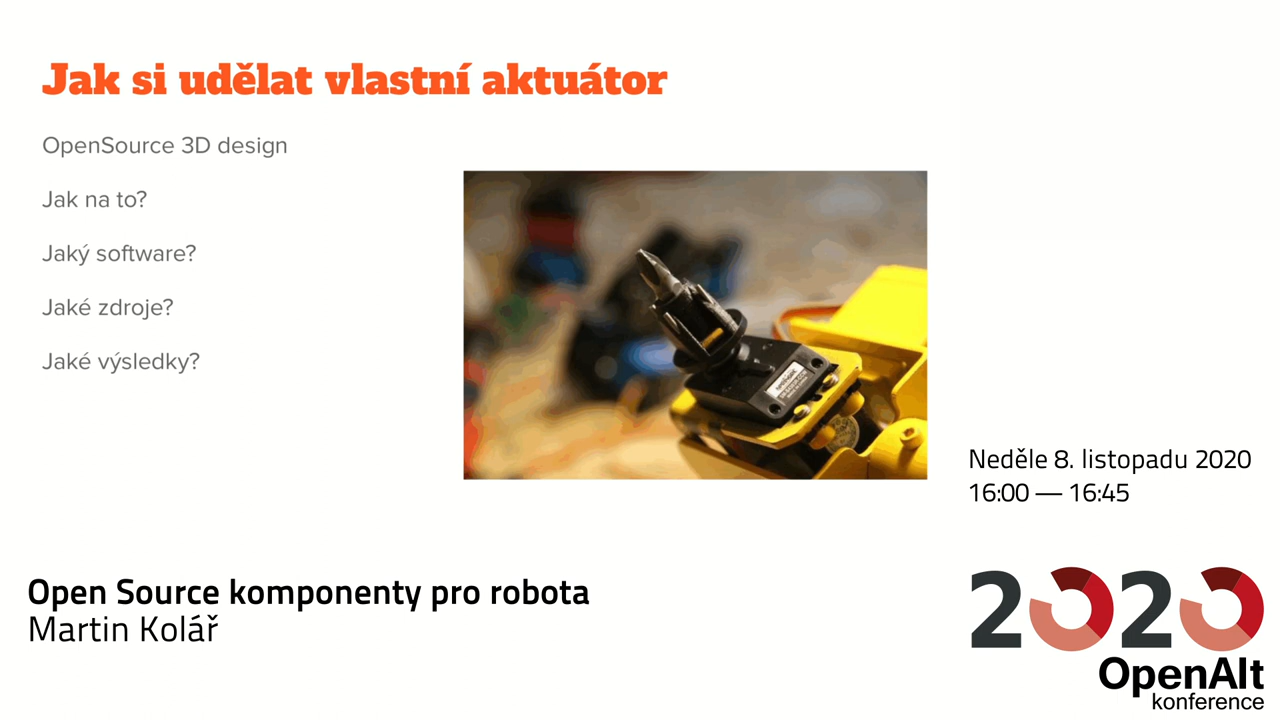 Jak si udělat vlastní aktuátor
OpenSource 3D design
Jak na to?
Jaký software?
Jaké zdroje?
Jaké výsledky?
Neděle 8. listopadu 2020
16:00 — 16:45
Open Source komponenty pro robota
Martin Kolář
2020
OpenAlt
konference